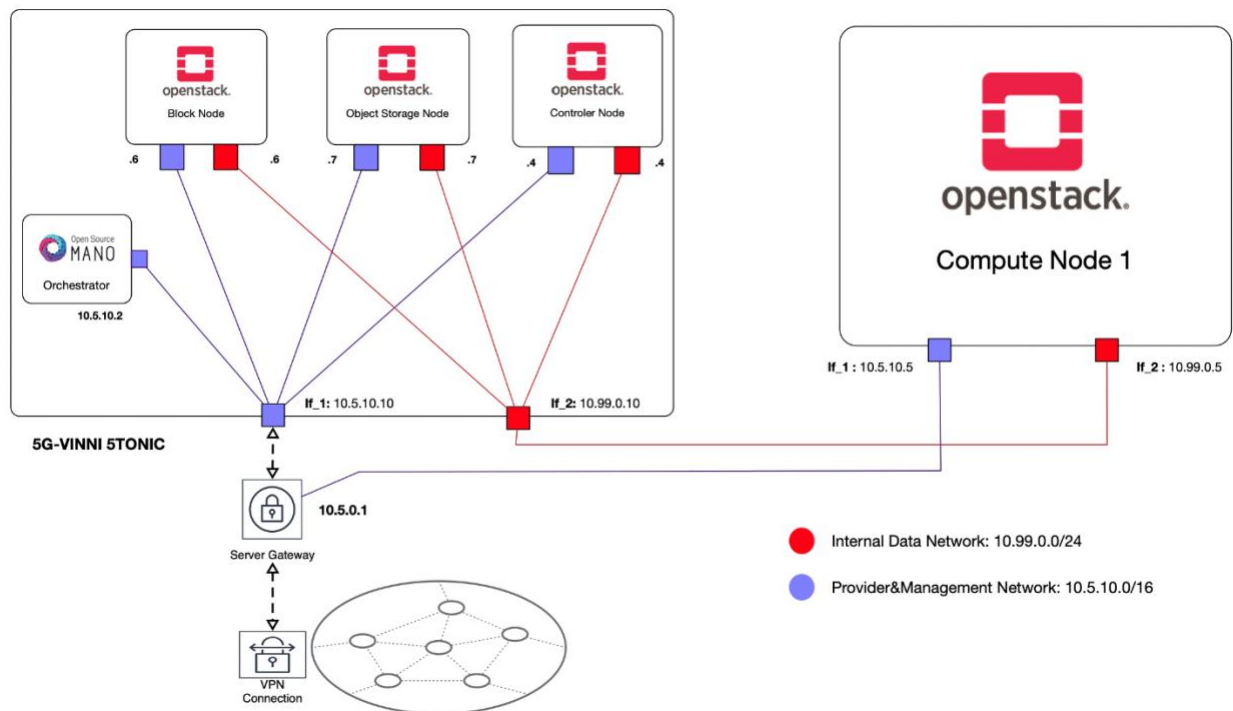 openstack.
Block Node
openstack.
Object Storage Node
openstack.
Controler Node
.6
.6
.7
.7
.4
.4
Open Source
MANO
Orchestrator
10.5.10.2
If_1: 10.5.10.10
If_2: 10.99.0.10
5G-VINNI 5TONIC
openstack.
Compute Node 1
If_1 : 10.5.10.5
If_2 : 10.99.0.5
10.5.0.1
Server Gateway
Internal Data Network: 10.99.0.0/24
Provider&Management Network: 10.5.10.0/16
VPN
Connection